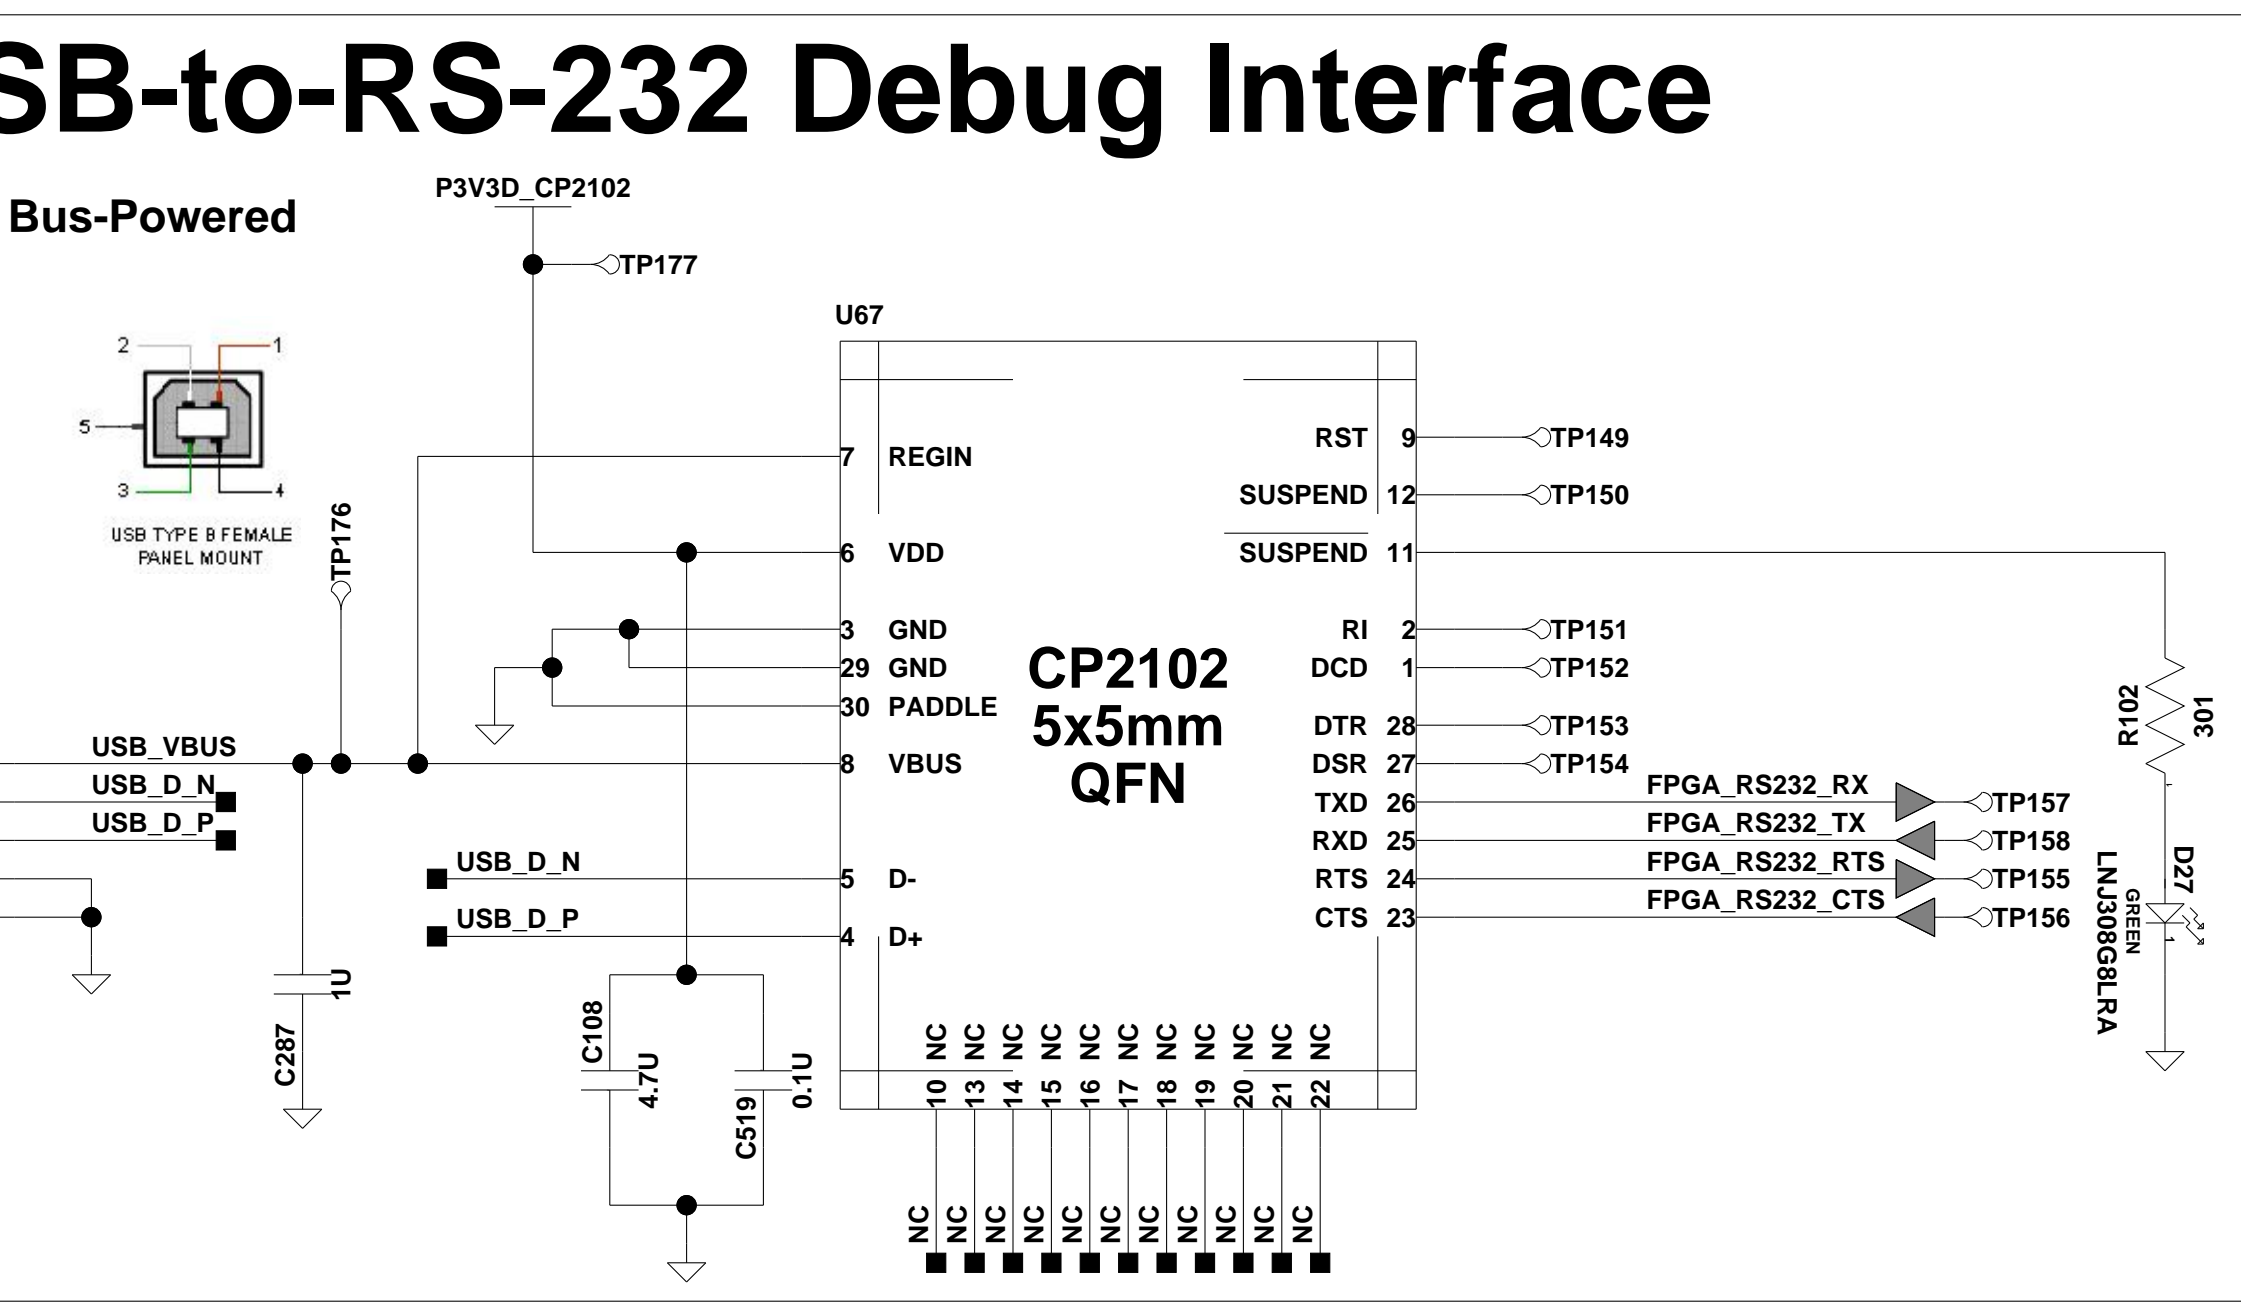 SB-to-RS-232 Debug Interface
Bus-Powered
P3V3D_CP2102
TP177
U67
2
1
5
3
4
USB TYPE B FEMALE
PANEL MOUNT
TP176
7 REGIN
6 VDD
3 GND
29 GND
30 PADDLE
8 VBUS
5 D-
4 D+
CP2102
5x5mm
QFN
RST 9 TP149
SUSPEND 12 TP150
SUSPEND 11
RI 2 TP151
DCD 1 TP152
DTR 28 TP153
DSR 27 TP154
TXD 26 FPGA_RS232_RX TP157
RXD 25 FPGA_RS232_TX TP158
RTS 24 FPGA_RS232_RTS TP155
CTS 23 FPGA_RS232_CTS TP156
USB_VBUS
USB_D_N
USB_D_P
USB_D_N
USB_D_P
1U
C287
C108
4.7U
C519
0.1U
R102
301
D27
GREEN
LNJ308G8LRA
1
NC NC NC NC NC NC NC NC NC NC NC
10 13 14 15 16 17 18 19 20 21 22
NC NC NC NC NC NC NC NC NC NC NC